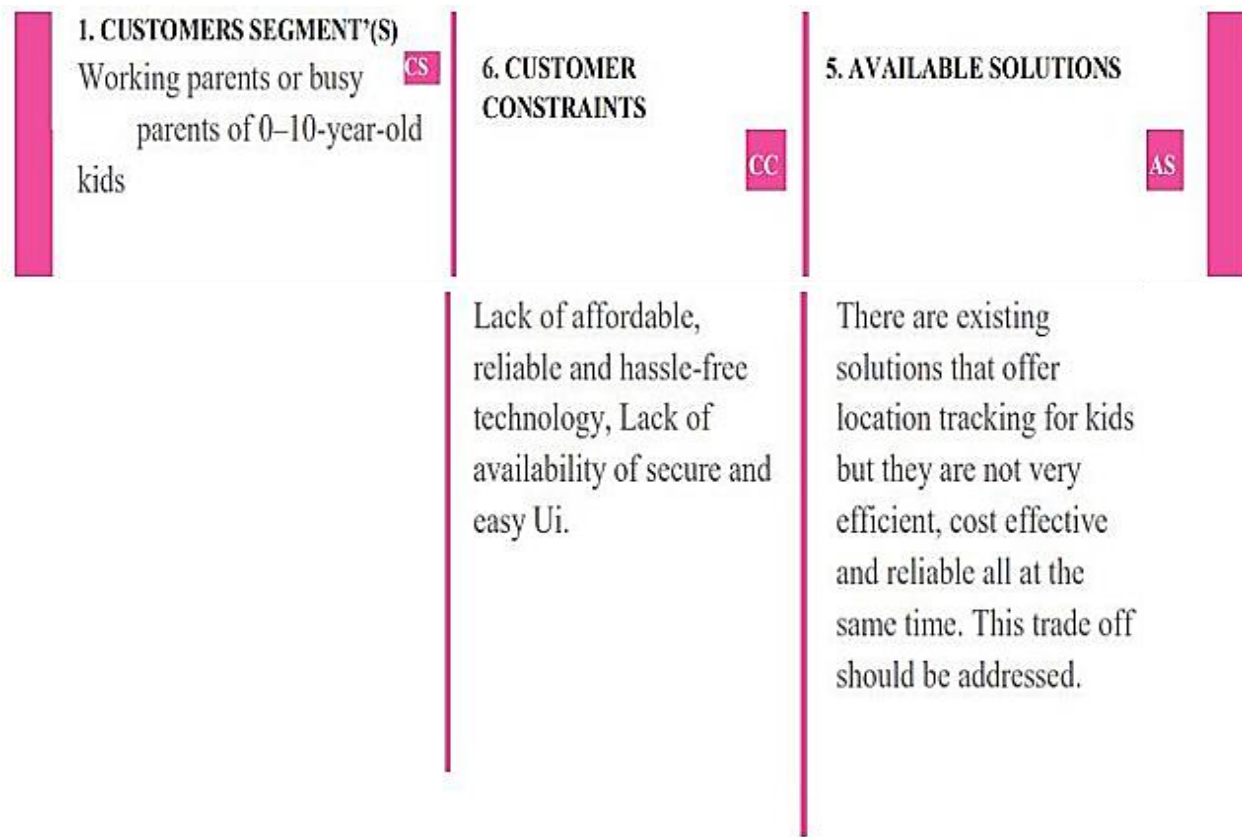 1. CUSTOMERS SEGMENT’(S)
CS
Working parents or busy
parents of 0–10-year-old
kids
6. CUSTOMER
CONSTRAINTS
CC
Lack of affordable,
reliable and hassle-free
technology, Lack of
availability of secure and
easy Ui.
5. AVAILABLE SOLUTIONS
AS
There are existing
solutions that offer
location tracking for kids
but they are not very
efficient, cost effective
and reliable all at the
same time. This trade off
should be addressed.